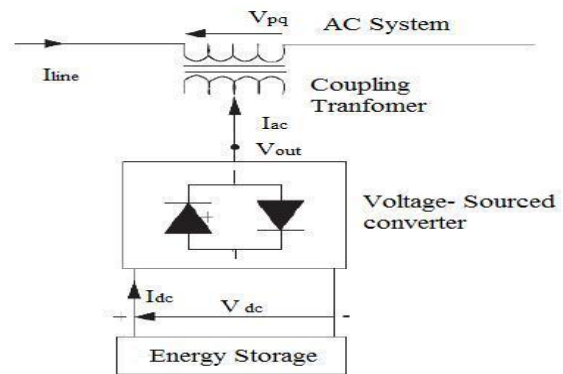 Vpq
AC System
Iline
Coupling
Tranfomer
Iac
Vout
Voltage- Sourced
converter
+
Idc
+
V dc
-
Energy Storage